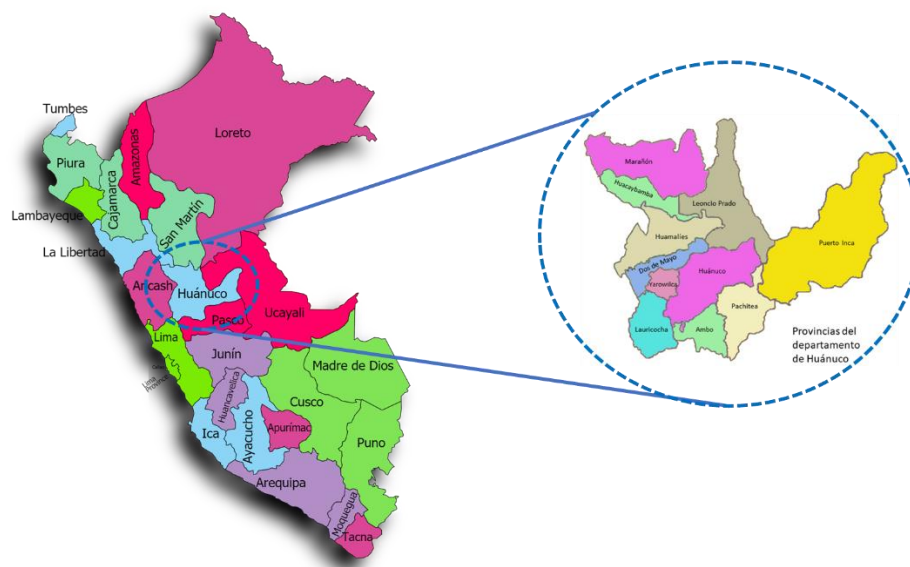 Tumbes
Loreto
Piura
Amazonas
Cajamarca
Lambayeque
San Martín
La Libertad
Ancash
Huánuco
Ucayali
Pasco
Lima
Junín
Lima Province
Madre de Dios
Huancavelica
Cusco
Ica
Ayacucho
Apurímac
Puno
Arequipa
Moquegua
Tacna
Marañón
Huacaybamba
Leoncio Prado
Huamalíes
Puerto Inca
Dos de Mayo
Huánuco
Yarowilca
Pachitea
Lauricocha
Ambo
Provincias del
departamento
de Huánuco